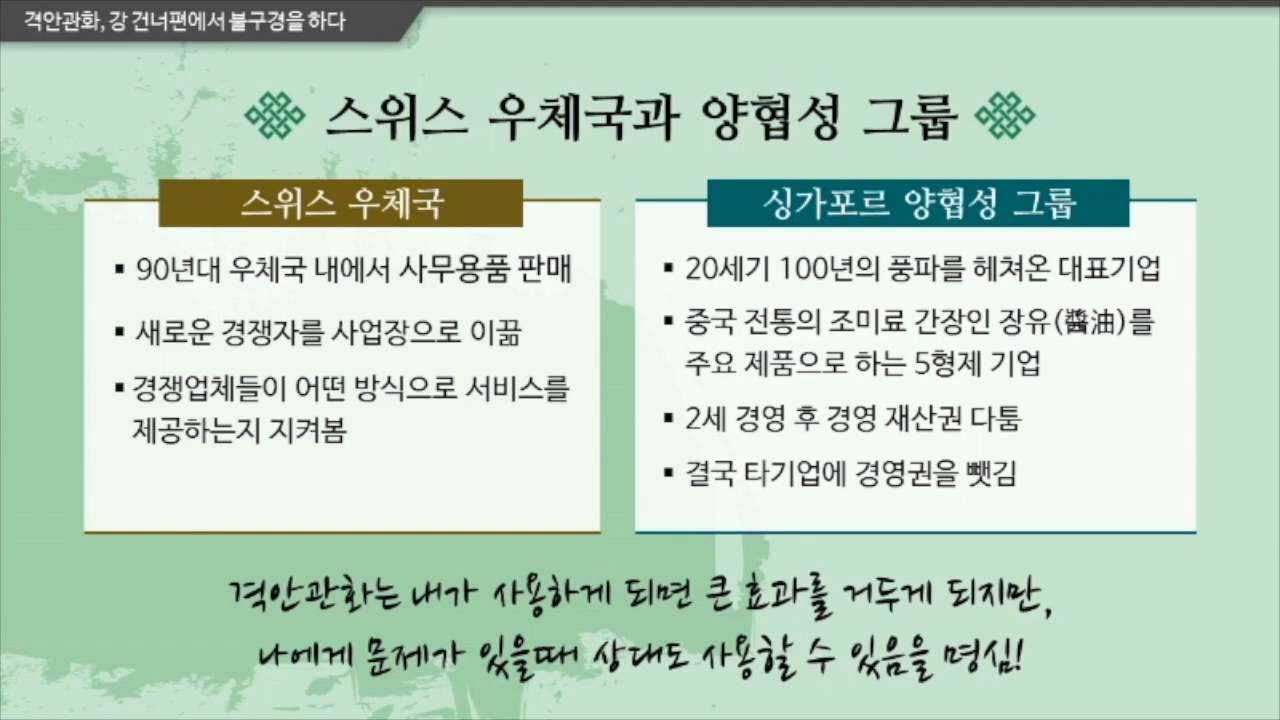 격안관화, 강 건너편에서 불구경을 하다
스위스 우체국과 양협성 그룹
스위스 우체국
▪ 90년대 우체국 내에서 사무용품 판매
▪ 새로운 경쟁자를 사업장으로 이끎
▪ 경쟁업체들이 어떤 방식으로 서비스를
제공하는지 지켜봄
싱가포르 양협성 그룹
▪ 20세기 100년의 풍파를 헤쳐온 대표기업
▪ 중국 전통의 조미료 간장인 장유(醬油)를
주요 제품으로 하는 5형제 기업
▪ 2세 경영 후 경영 재산권 다툼
▪ 결국 타기업에 경영권을 뺏김
격안관화는 내가 사용하게 되면 큰 효과를 거두게 되지만,
나에게 문제가 있을때 상대도 사용할 수 있음을 명심!